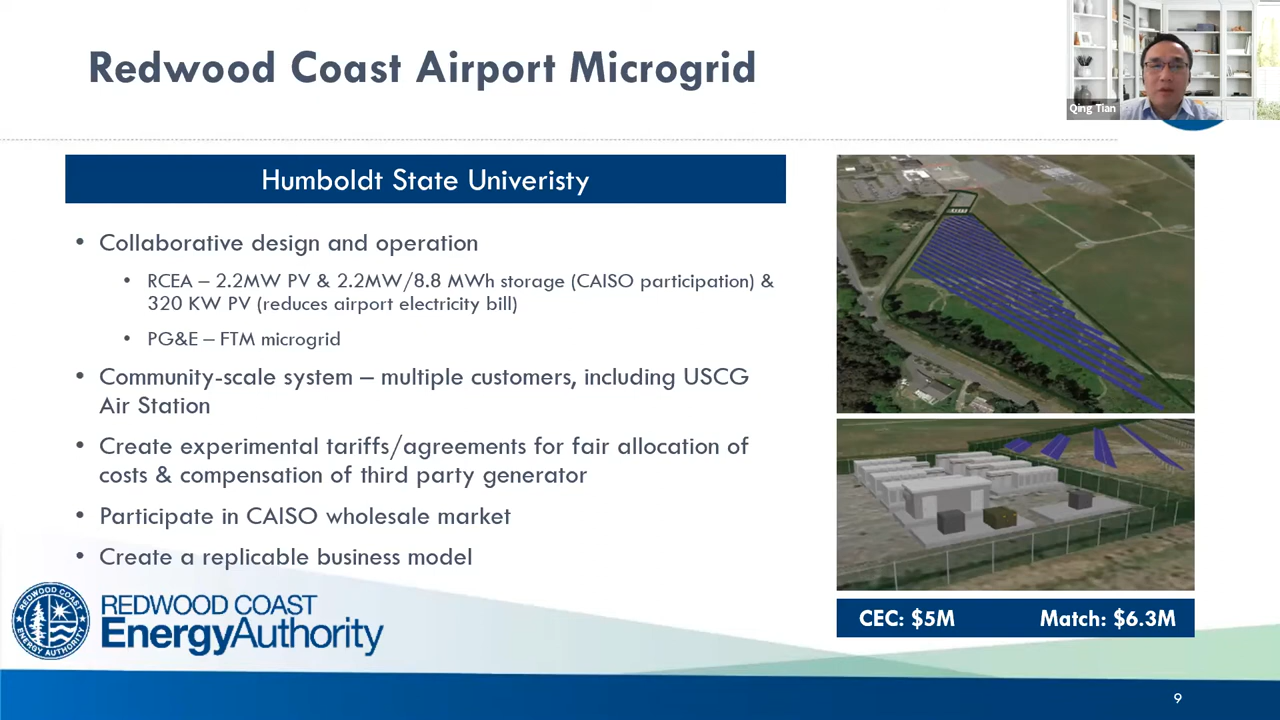 Redwood Coast Airport Microgrid
Qing Tian
Humboldt State Univeristy
• Collaborative design and operation
• RCEA – 2.2MW PV & 2.2MW/8.8 MWh storage (CAISO participation) &
320 KW PV (reduces airport electricity bill)
• PG&E – FTM microgrid
• Community-scale system – multiple customers, including USCG
Air Station
• Create experimental tariffs/agreements for fair allocation of
costs & compensation of third party generator
• Participate in CAISO wholesale market
• Create a replicable business model
REDWOOD COAST
ENERGY AUTHORITY
REDWOOD COAST
EnergyAuthority
CEC: $5M Match: $6.3M
9